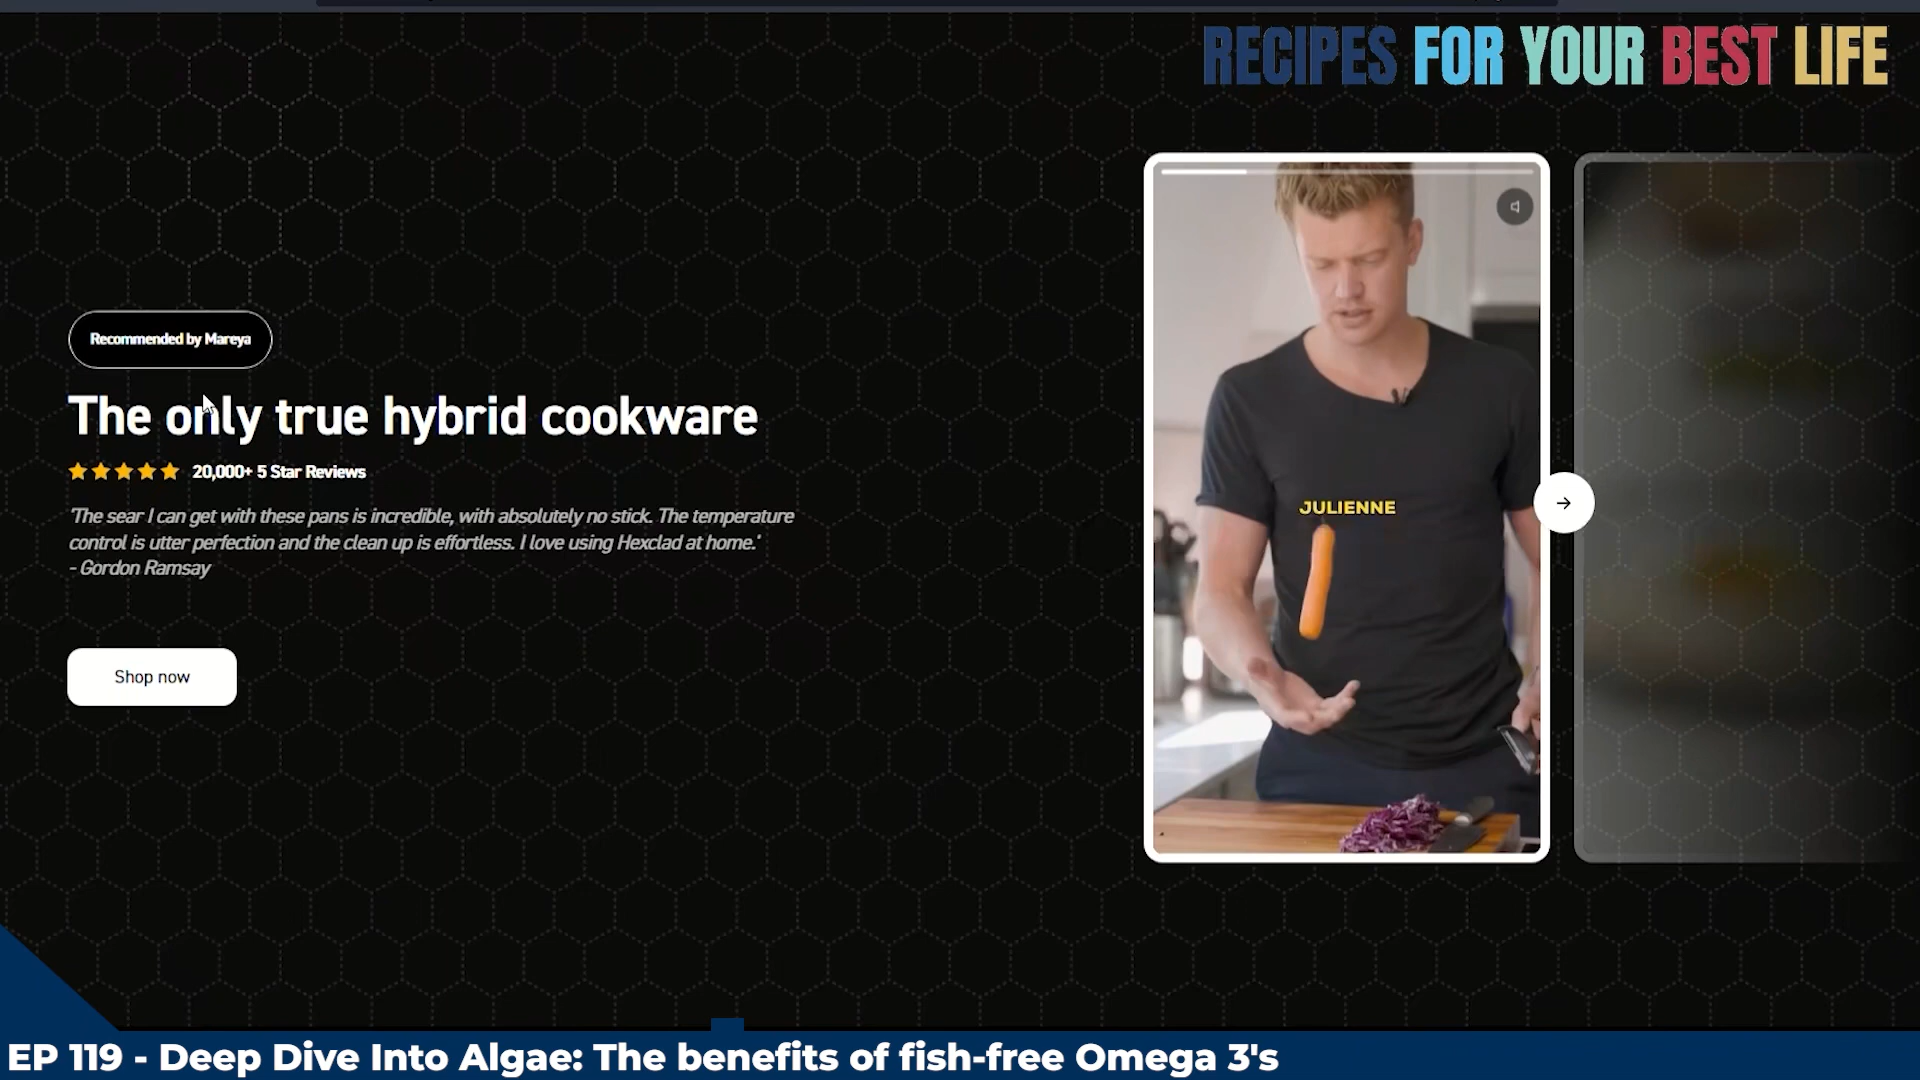 RECIPES FOR YOUR BEST LIFE
Recommended by Mareya
The only true hybrid cookware
20,000+ 5 Star Reviews
'The sear I can get with these pans is incredible, with absolutely no stick. The temperature
control is utter perfection and the clean up is effortless. I love using Hexclad at home.'
- Gordon Ramsay
Shop now
JULIENNE
EP 119 - Deep Dive Into Algae: The benefits of fish-free Omega 3's